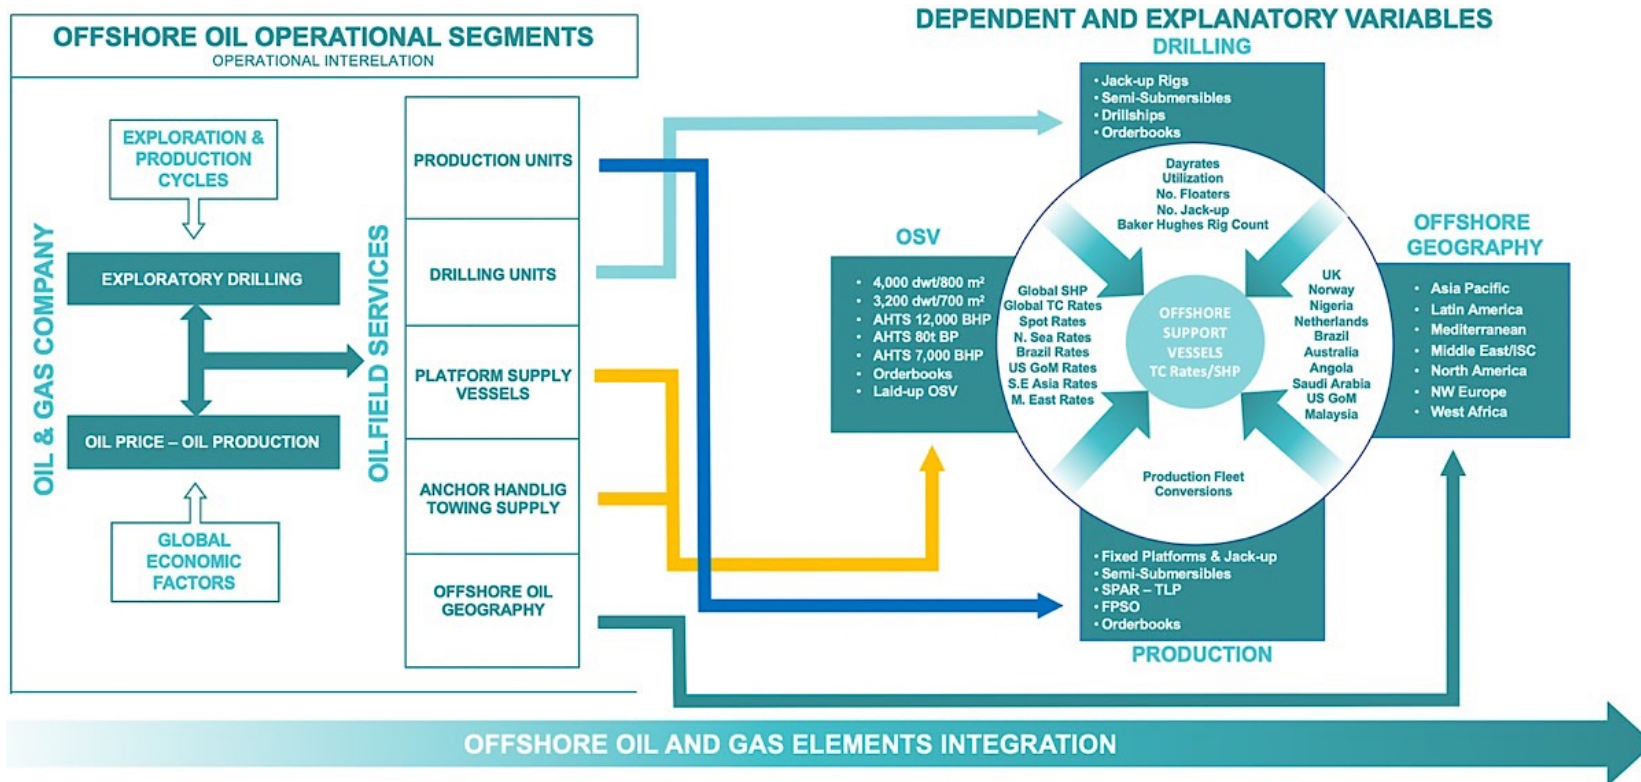 OFFSHORE OIL OPERATIONAL SEGMENTS
OPERATIONAL INTERELATION
OIL & GAS COMPANY
EXPLORATION &
PRODUCTION
CYCLES
EXPLORATORY DRILLING
OIL PRICE – OIL PRODUCTION
GLOBAL
ECONOMIC
FACTORS
OILFIELD SERVICES
PRODUCTION UNITS
DRILLING UNITS
PLATFORM SUPPLY
VESSELS
ANCHOR HANDLIG
TOWING SUPPLY
OFFSHORE OIL
GEOGRAPHY
DEPENDENT AND EXPLANATORY VARIABLES
DRILLING
• Jack-up Rigs
• Semi-Submersibles
• Drillships
• Orderbooks
Dayrates
Utilization
No. Floaters
No. Jack-up
Baker Hughes Rig Count
OSV
• 4,000 dwt/800 m²
• 3,200 dwt/700 m²
• AHTS 12,000 BHP
• AHTS 80t BP
• AHTS 7,000 BHP
• Orderbooks
• Laid-up OSV
Global SHP
Global TC Rates
Spot Rates
N. Sea Rates
Brazil Rates
US GoM Rates
S.E Asia Rates
M. East Rates
OFFSHORE
SUPPORT
VESSELS
TC Rates/SHP
UK
Norway
Nigeria
Netherlands
Brazil
Australia
Angola
Saudi Arabia
US GoM
Malaysia
OFFSHORE
GEOGRAPHY
• Asia Pacific
• Latin America
• Mediterranean
• Middle East/ISC
• North America
• NW Europe
• West Africa
Production Fleet
Conversions
• Fixed Platforms & Jack-up
• Semi-Submersibles
• SPAR – TLP
• FPSO
• Orderbooks
PRODUCTION
OFFSHORE OIL AND GAS ELEMENTS INTEGRATION